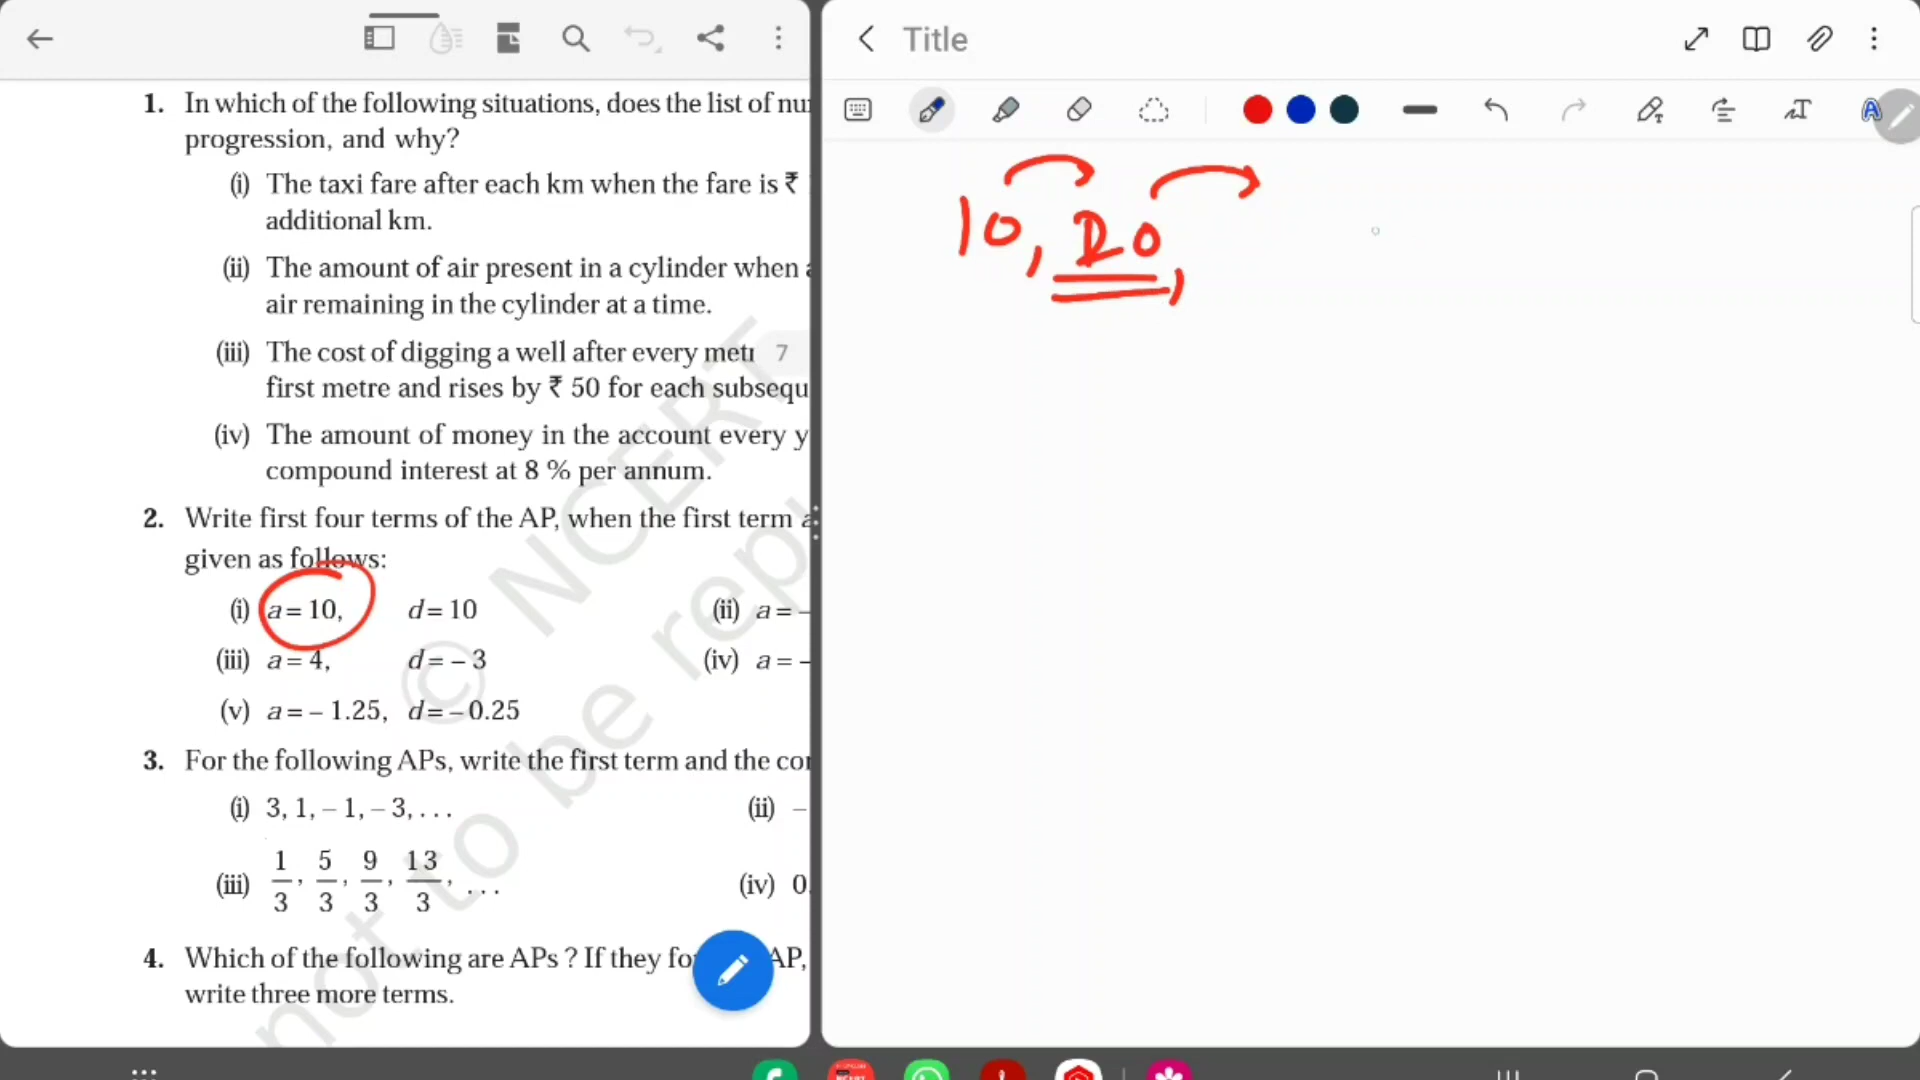 Title
1. In which of the following situations, does the list of nu
progression, and why?
(i) The taxi fare after each km when the fare is ₹
additional km.
(ii) The amount of air present in a cylinder when
air remaining in the cylinder at a time.
(iii) The cost of digging a well after every met 7
first metre and rises by ₹ 50 for each subsequ
(iv) The amount of money in the account every y
compound interest at 8 % per annum.
2. Write first four terms of the AP, when the first term a
given as follows:
(i) a = 10, d = 10 (ii) a = –
(iii) a = 4, d = – 3 (iv) a = –
(v) a = – 1.25, d = – 0.25
3. For the following APs, write the first term and the co
(i) 3, 1, – 1, – 3, . . . (ii) –
(iii) 1/3, 5/3, 9/3, 13/3, . . . (iv) 0.
4. Which of the following are APs ? If they fo AP,
write three more terms.
© NCERT
not to be rep
10, 20,